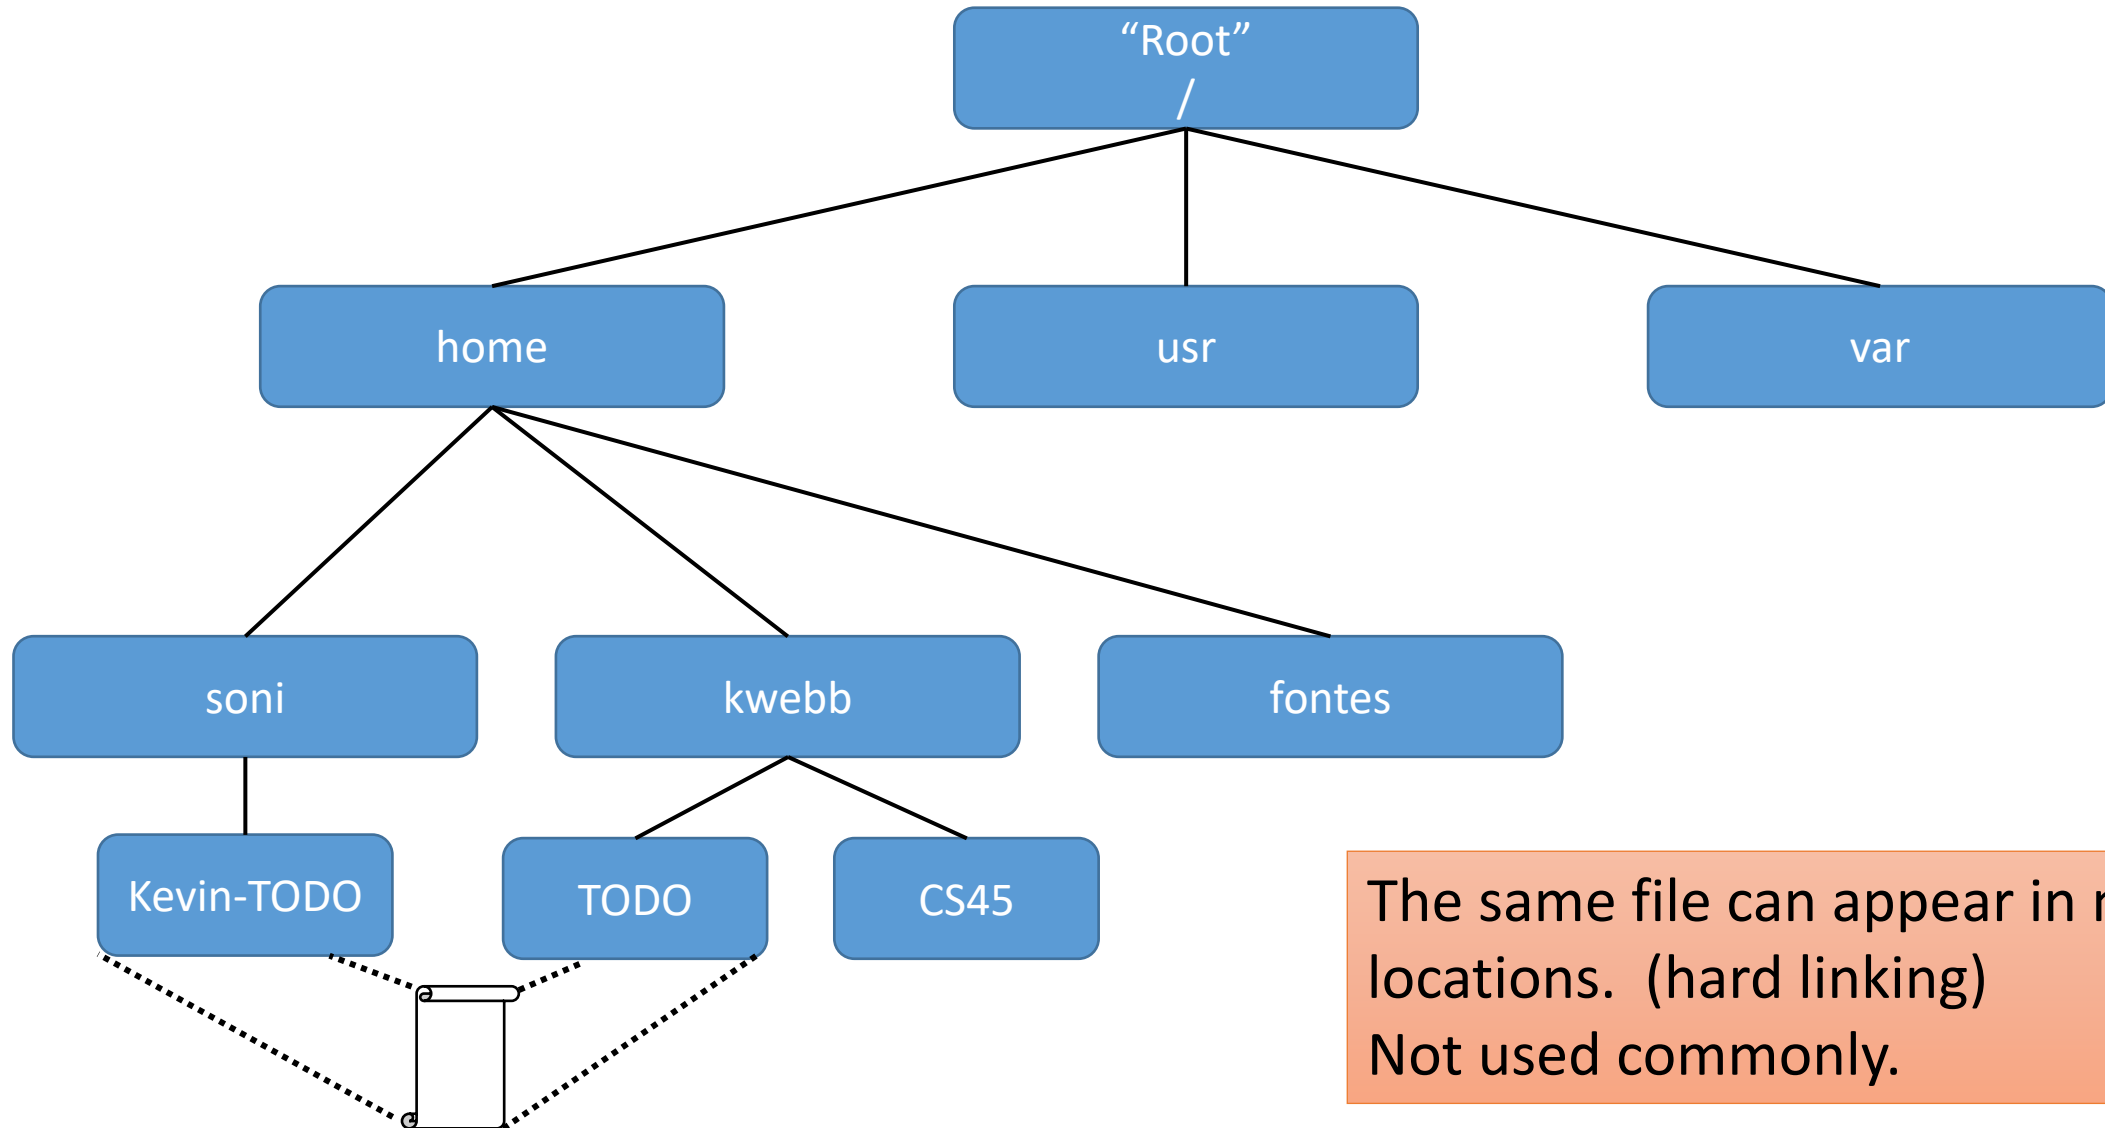 “Root”
/
home
usr
var
soni
kwebb
fontes
Kevin-TODO
TODO
CS45
The same file can appear in
locations. (hard linking)
Not used commonly.